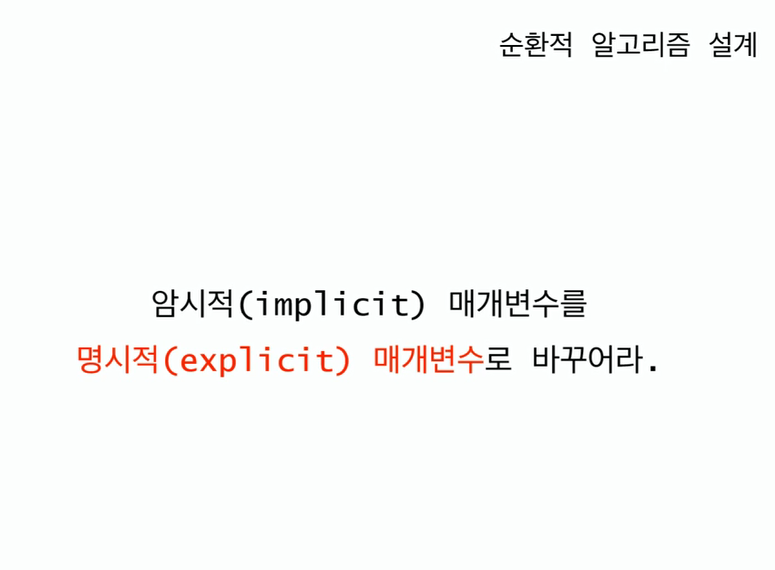 순환적 알고리즘 설계
암시적(implicit) 매개변수를
명시적(explicit) 매개변수로 바꾸어라.